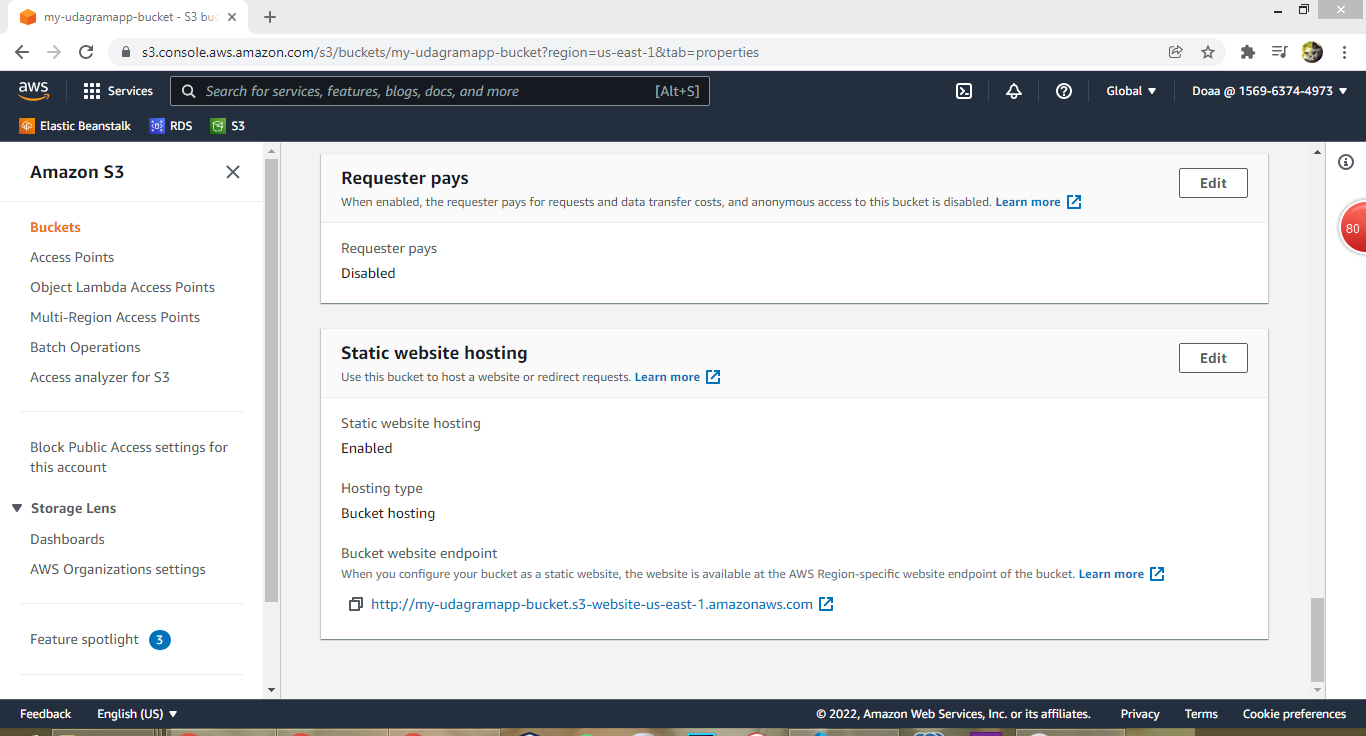 my-udagramapp-bucket - S3 buc
s3.console.aws.amazon.com/s3/buckets/my-udagramapp-bucket?region=us-east-1&tab=properties
aws
Services
Search for services, features, blogs, docs, and more
[Alt+S]
Global
Doaa @ 1569-6374-4973
Elastic Beanstalk
RDS
S3
Amazon S3
Buckets
Access Points
Object Lambda Access Points
Multi-Region Access Points
Batch Operations
Access analyzer for S3
Block Public Access settings for
this account
Storage Lens
Dashboards
AWS Organizations settings
Feature spotlight
3
Requester pays
Edit
When enabled, the requester pays for requests and data transfer costs, and anonymous access to this bucket is disabled. Learn more
Requester pays
Disabled
Static website hosting
Edit
Use this bucket to host a website or redirect requests. Learn more
Static website hosting
Enabled
Hosting type
Bucket hosting
Bucket website endpoint
When you configure your bucket as a static website, the website is available at the AWS Region-specific website endpoint of the bucket. Learn more
http://my-udagramapp-bucket.s3-website-us-east-1.amazonaws.com
80
Feedback
English (US)
© 2022, Amazon Web Services, Inc. or its affiliates.
Privacy
Terms
Cookie preferences